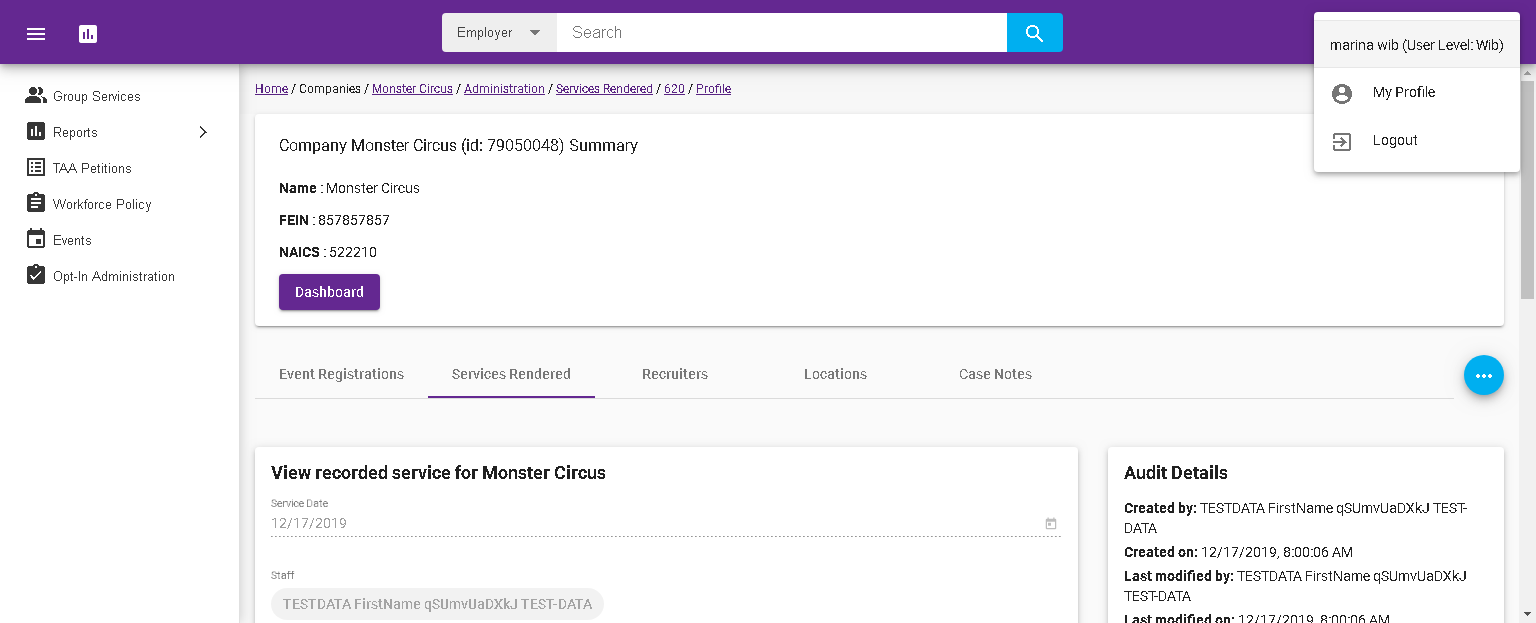 Employer
Search
marina wib (User Level: Wib)
My Profile
Logout
Group Services
Reports
TAA Petitions
Workforce Policy
Events
Opt-In Administration
Home / Companies / Monster Circus / Administration / Services Rendered / 620 / Profile
Company Monster Circus (id: 79050048) Summary
Name : Monster Circus
FEIN : 857857857
NAICS : 522210
Dashboard
Event Registrations Services Rendered Recruiters Locations Case Notes
View recorded service for Monster Circus
Service Date
12/17/2019
Staff
TESTDATA FirstName qSUmvUaDXkJ TEST-DATA
Audit Details
Created by: TESTDATA FirstName qSUmvUaDXkJ TEST-
DATA
Created on: 12/17/2019, 8:00:06 AM
Last modified by: TESTDATA FirstName qSUmvUaDXkJ
TEST-DATA
Last modified on: 12/17/2019, 8:00:06 AM